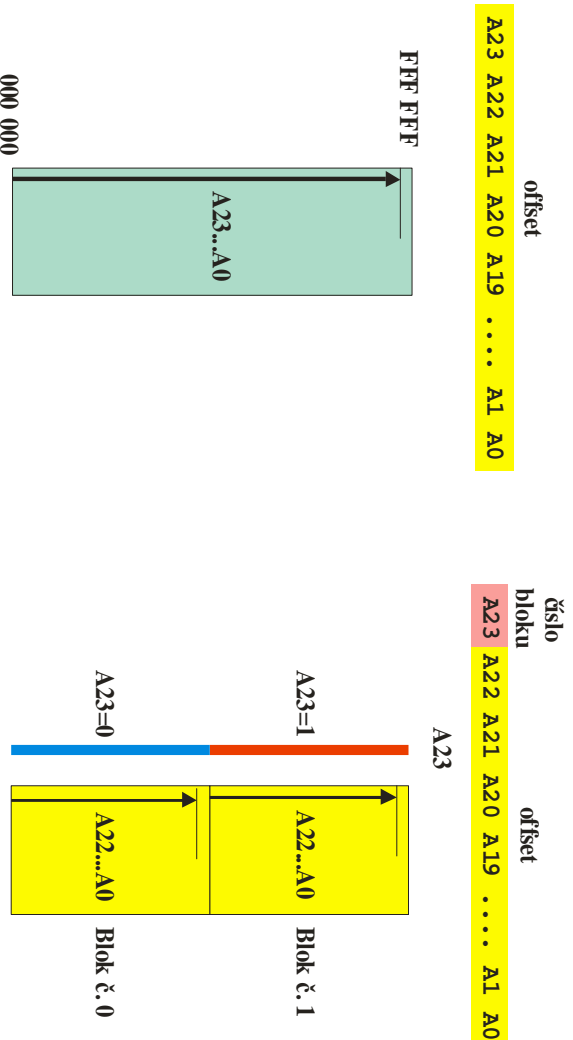 offset
A23 A22 A21 A20 A19 .... A1 A0
FFF FFF
A23...A0
000 000
číslo
bloku
offset
A23 A22 A21 A20 A19 .... A1 A0
A23
A23=1
A22...A0
Blok č. 1
A23=0
A22...A0
Blok č. 0